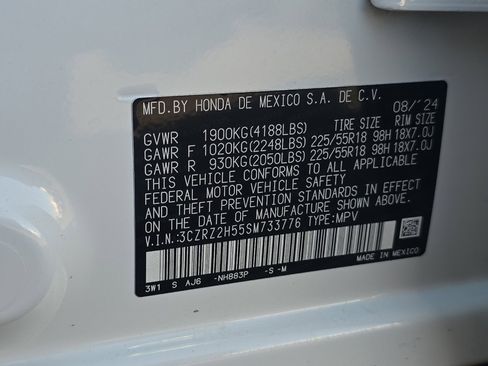 MFD.BY HONDA DE MEXICO S.A. DE C.V. 08/'24
TIRE SIZE RIM SIZE
GVWR 1900KG(4188LBS)
GAWR F 1020KG(2248LBS) 225/55R18 98H 18X7.0J
GAWR R 930KG(2050LBS) 225/55R18 98H 18X7.0J
THIS VEHICLE CONFORMS TO ALL APPLICABLE
FEDERAL MOTOR VEHICLE SAFETY
AND THEFT PREVENTION STANDARDS IN EFFECT
ON THE DATE OF MANUFACTURE SHOWN ABOVE.
V.I.N.:3CZRZ2H55SM733776 TYPE:MPV
3W1 S AJ6 -NH883P -S -M
MADE IN MEXICO